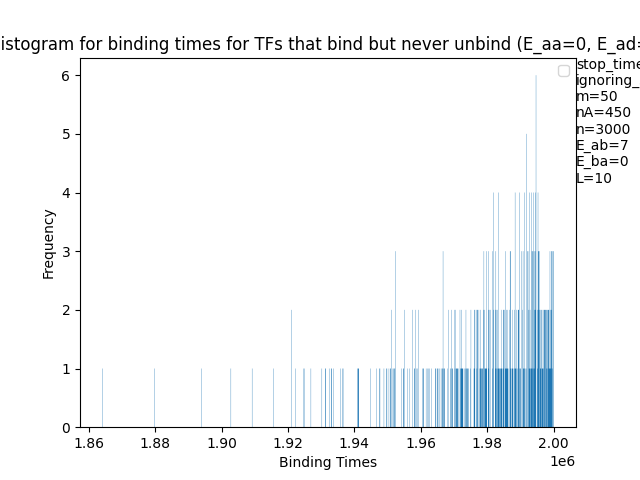 istogram for binding times for TFs that bind but never unbind (E_aa=0, E_ad=
stop_time
ignoring_
m=50
nA=450
n=3000
E_ab=7
E_ba=0
L=10
Frequency
6
5
4
3
2
1
0
1.86 1.88 1.90 1.92 1.94 1.96 1.98 2.00
1e6
Binding Times